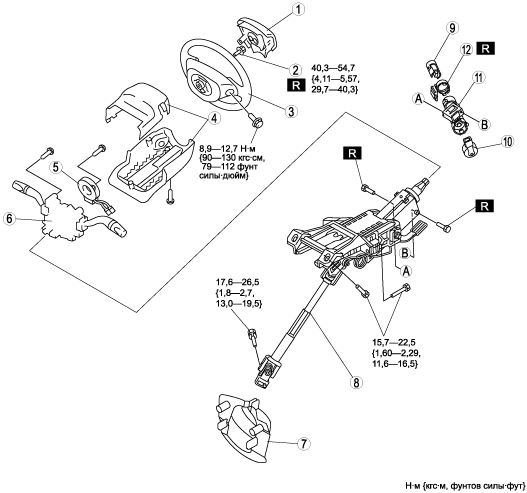 1
9
12 R
2
40,3—54,7
{4,11—5,57,
29,7—40,3}
R
11
A
3
4
B
10
8,9—12,7 Н·м
{90—130 кгс·см,
79—112 фунт
силы·дюйм}
5
R
6
R
B
A
17,6—26,5
{1,8—2,7,
13,0—19,5}
15,7—22,5
{1,60—2,29,
11,6—16,5}
8
7
Н·м {кгс·м, фунтов силы·фут}